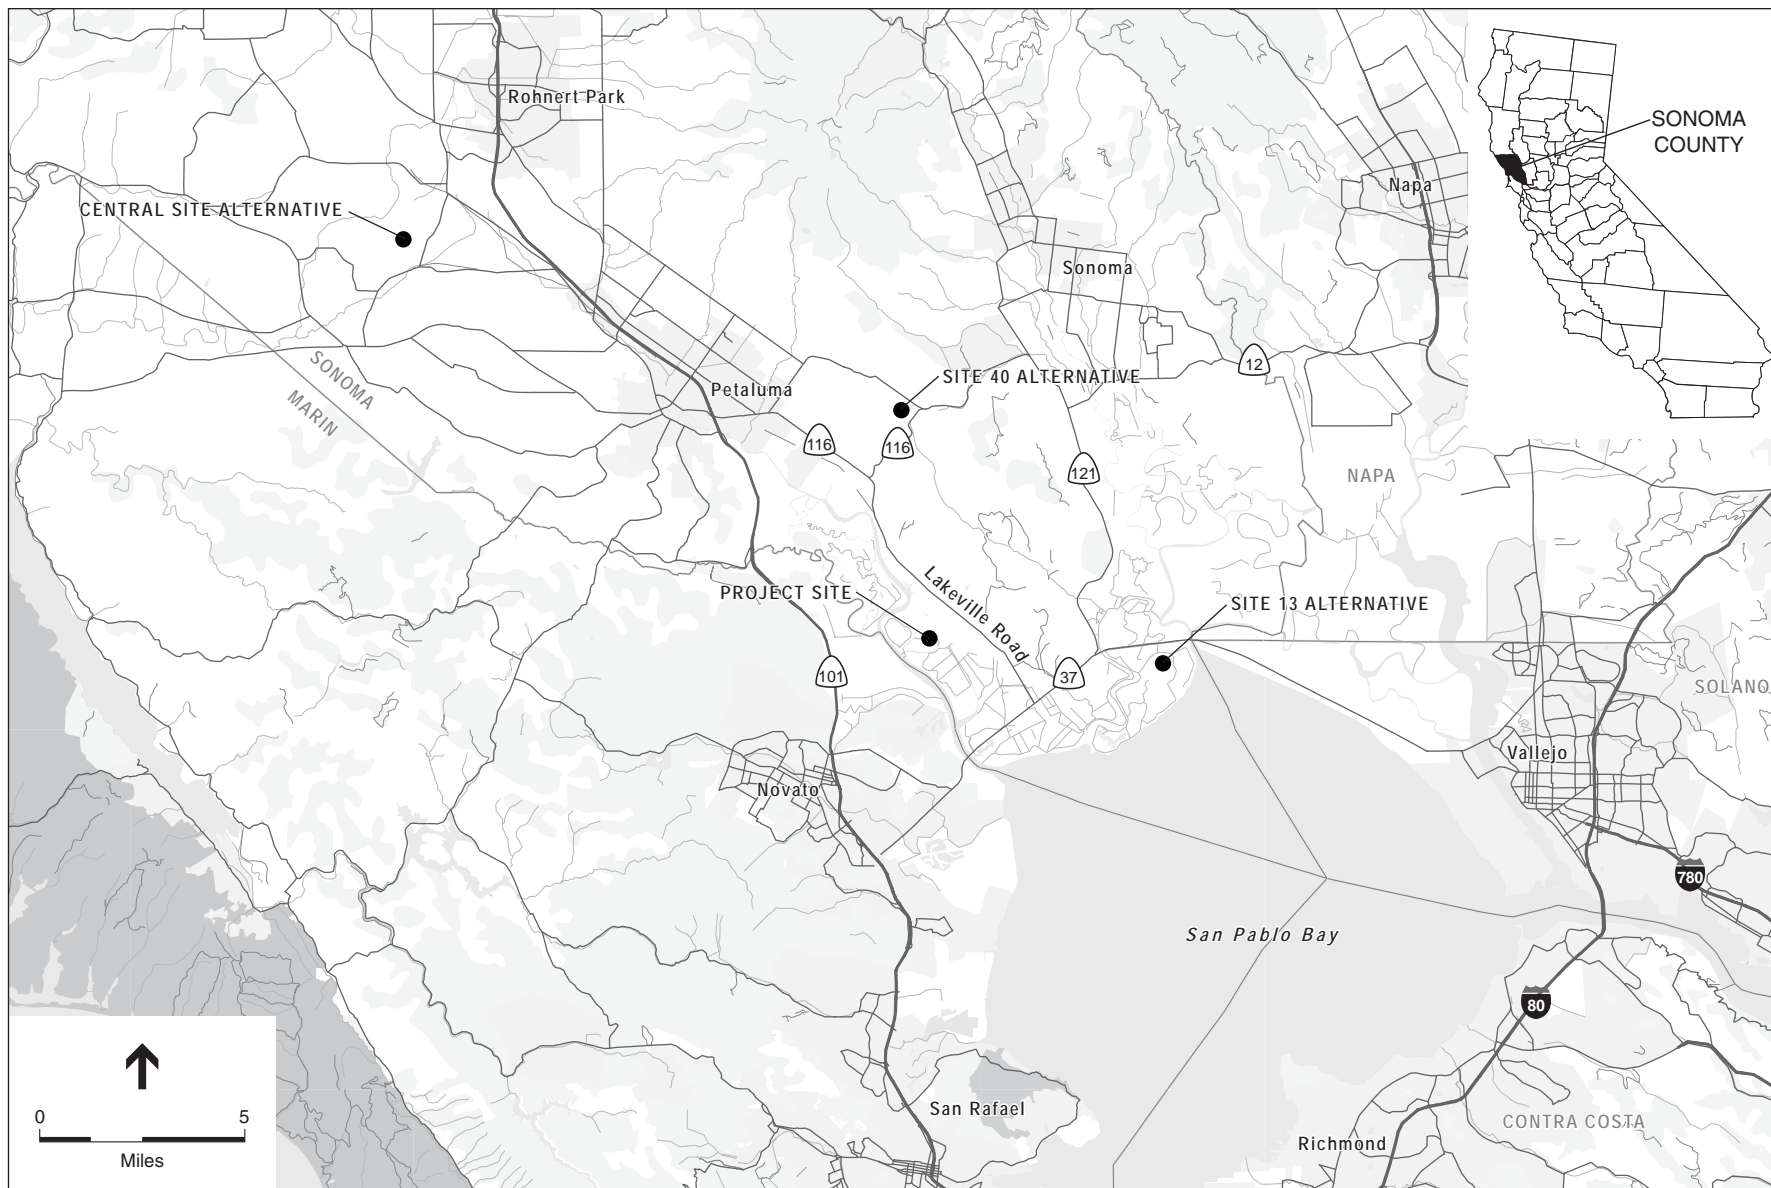 Rohnert Park
SONOMA
COUNTY
Napa
CENTRAL SITE ALTERNATIVE
Sonoma
12
SONOMA
MARIN
SITE 40 ALTERNATIVE
Petaluma
116
116
121
NAPA
Lakeville Road
PROJECT SITE
SITE 13 ALTERNATIVE
101
37
SOLANO
Vallejo
Novato
780
San Pablo Bay
80
0 5
Miles
San Rafael
CONTRA COSTA
Richmond